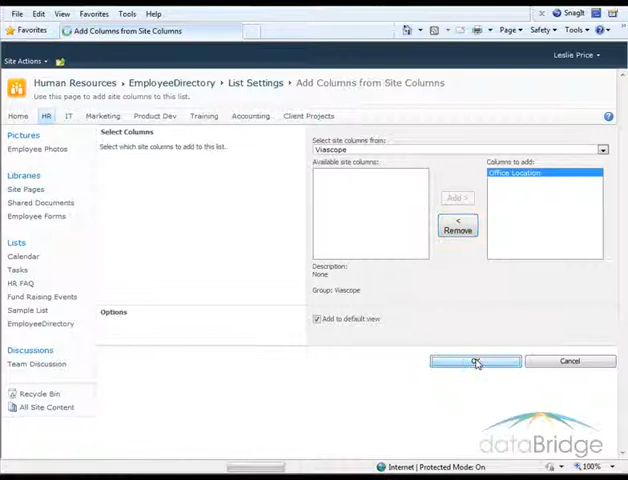 File Edit View Favorites Tools Help
SnagIt
Favorites Add Columns from Site Columns
Page Safety Tools
Site Actions
Leslie Price
Human Resources EmployeeDirectory List Settings Add Columns from Site Columns
Use this page to add site columns to this list.
Home HR IT Marketing Product Dev Training Accounting Client Projects
Pictures
Employee Photos
Libraries
Site Pages
Shared Documents
Employee Forms
Lists
Calendar
Tasks
HR FAQ
Fund Raising Events
Sample List
EmployeeDirectory
Discussions
Team Discussion
Recycle Bin
All Site Content
Select Columns
Select which site columns to add to this list.
Select site columns from:
Viascope
Available site columns:
Columns to add:
Office Location
Add >
<
Remove
Description:
None
Group: Viascope
Options
Add to default view
OK
Cancel
dataBridge
Internet | Protected Mode: On
100%